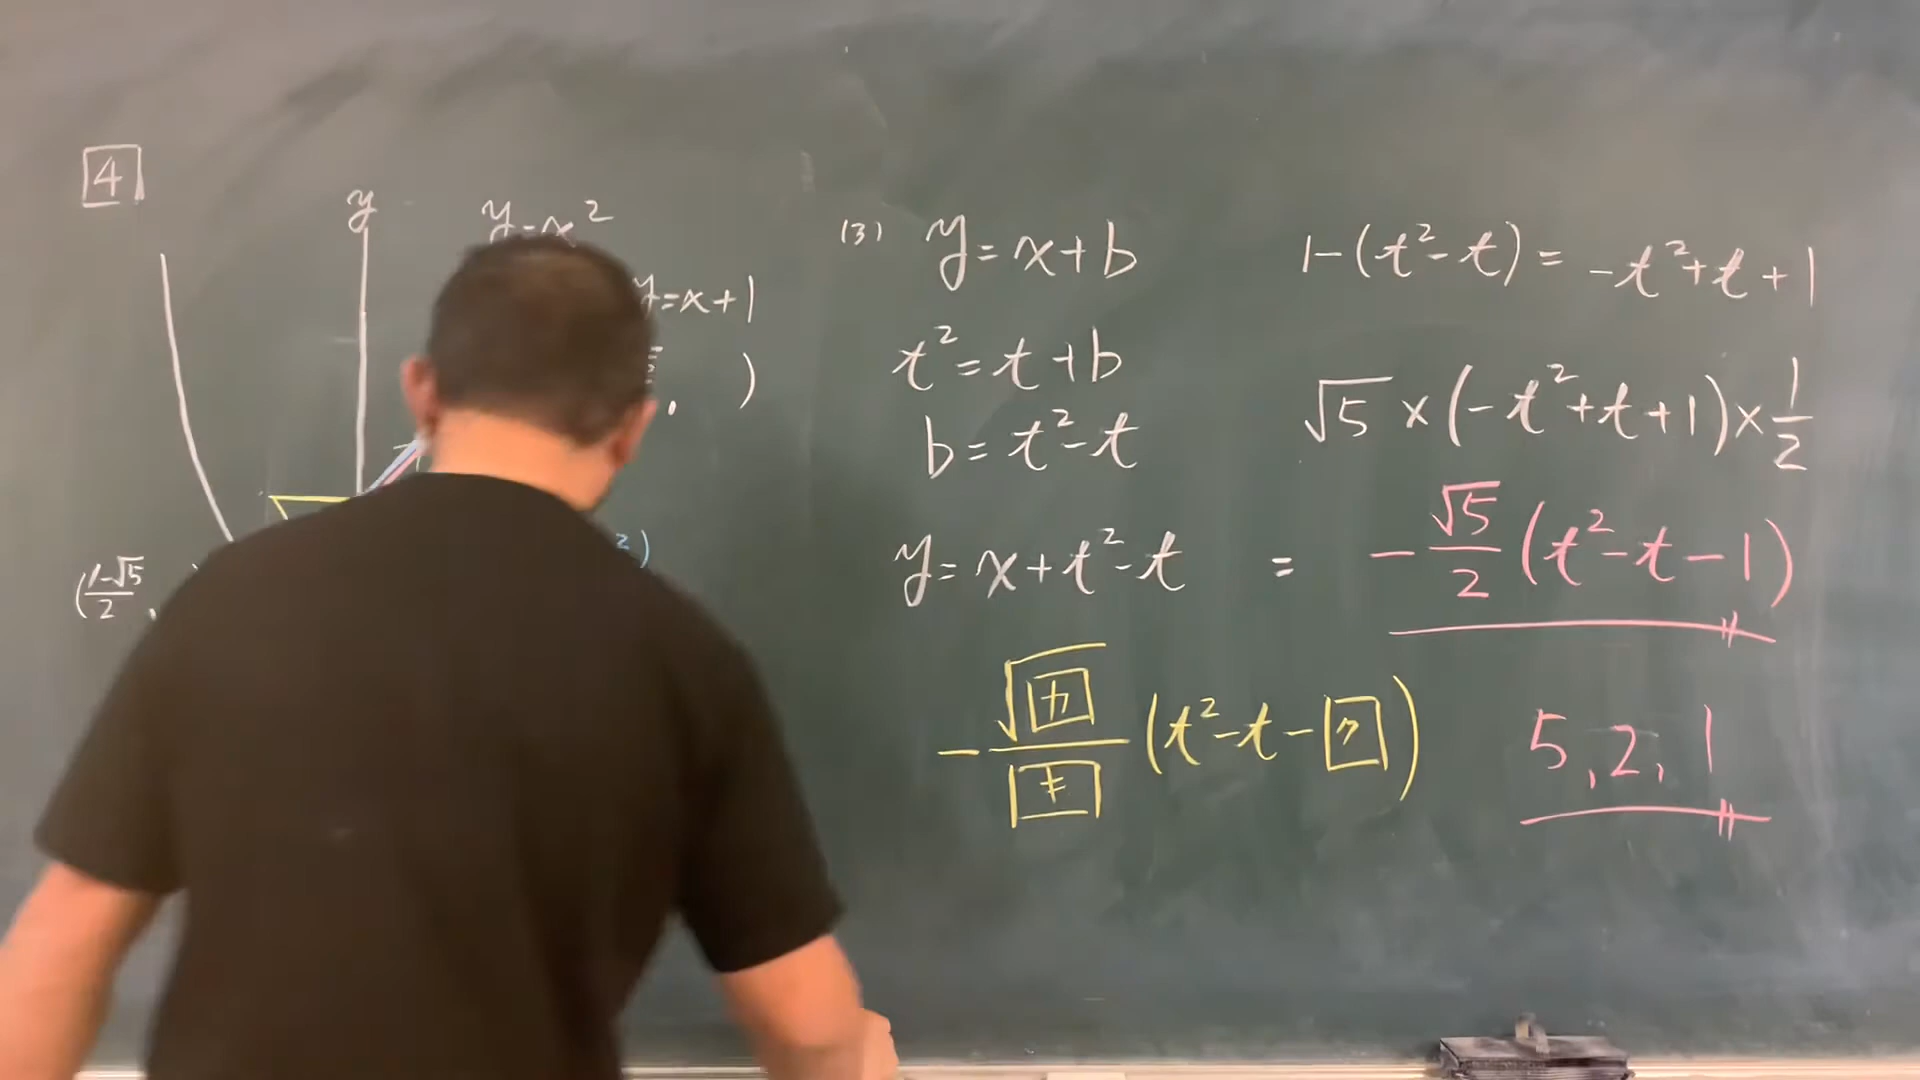 4
y
y=x²
y=x+1
)
²)
(1-√5/2,
(3) y=x+b
t²=t+b
b=t²-t
y=x+t²-t
1-(t²-t)=-t²+t+1
√5×(-t²+t+1)×1/2
= -√5/2(t²-t-1)
-√カ/キ(t²-t-ク)
5,2,1